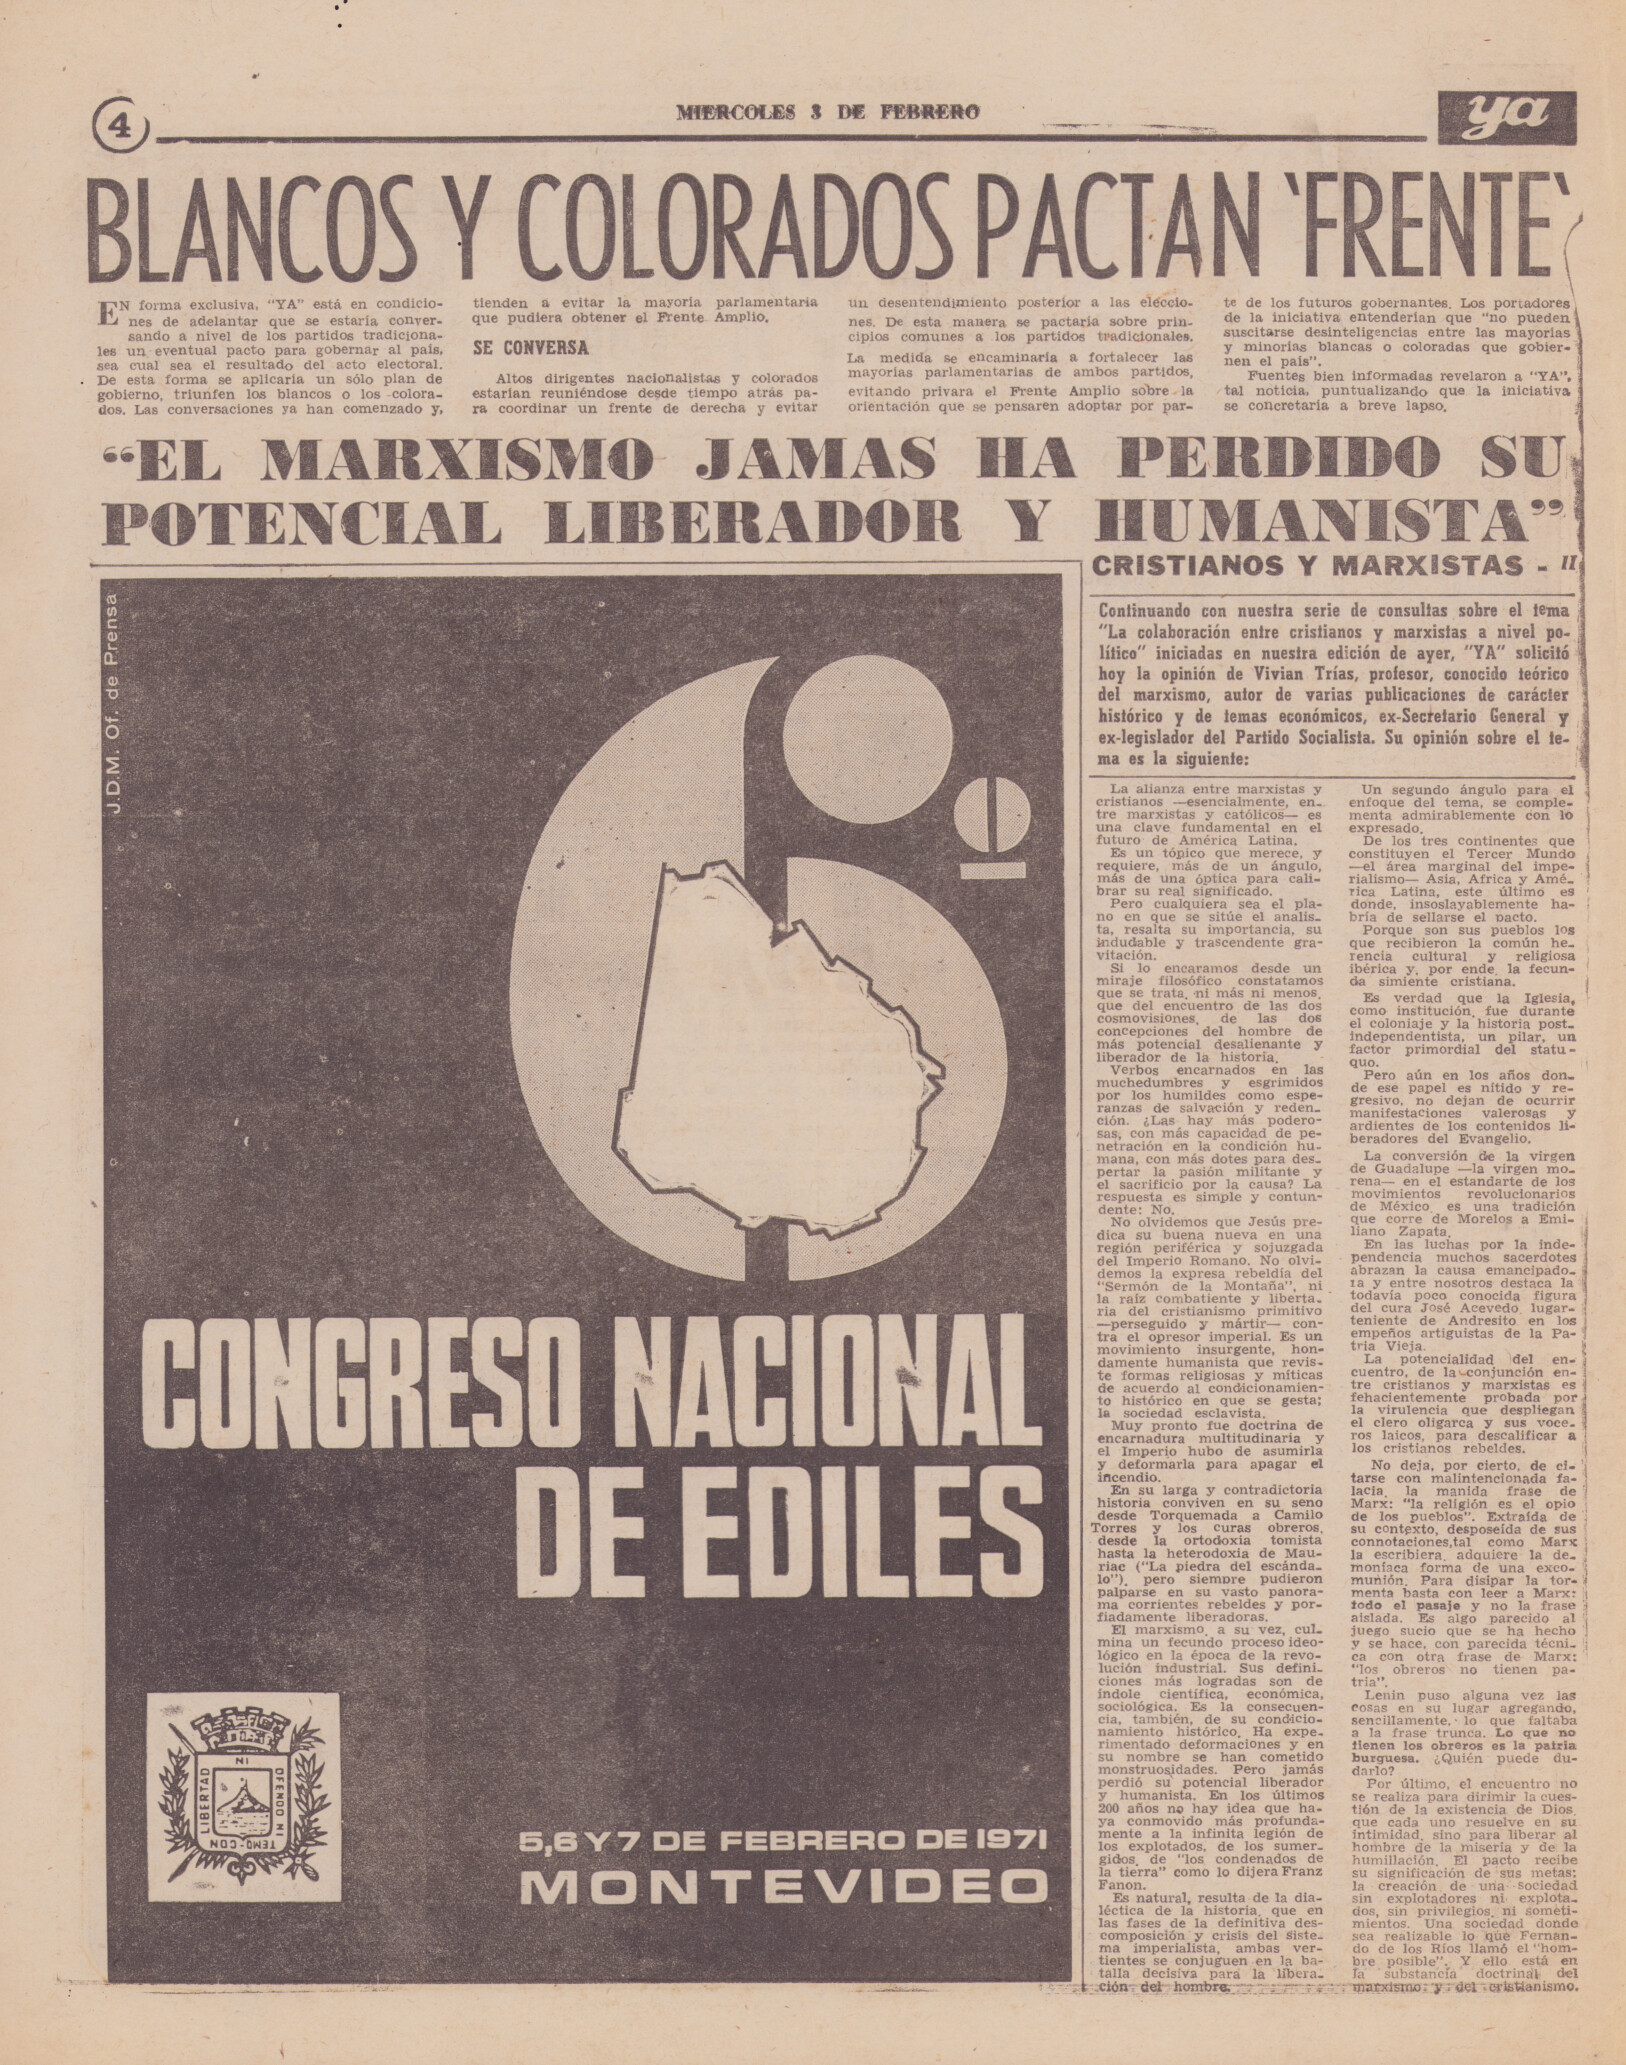 4
MIERCOLES 3 DE FEBRERO
ya
BLANCOS Y COLORADOS PACTAN 'FRENTE'
EN forma exclusiva, "YA" está en condicio-
nes de adelantar que se estaría conver-
sando a nivel de los partidos tradiciona-
les un eventual pacto para gobernar al país,
sea cual sea el resultado del acto electoral.
De esta forma se aplicaría un sólo plan de
gobierno, triunfen los blancos o los colora-
dos. Las conversaciones ya han comenzado y,
tienden a evitar la mayoría parlamentaria
que pudiera obtener el Frente Amplio.
SE CONVERSA
Altos dirigentes nacionalistas y colorados
estarían reuniéndose desde tiempo atrás pa-
ra coordinar un frente de derecha y evitar
un desentendimiento posterior a las eleccio-
nes. De esta manera se pactaría sobre prin-
cipios comunes a los partidos tradicionales.
La medida se encaminaría a fortalecer las
mayorías parlamentarias de ambos partidos,
evitando privara el Frente Amplio sobre la
orientación que se pensaren adoptar por par-
te de los futuros gobernantes. Los portadores
de la iniciativa entenderían que "no pueden
suscitarse desinteligencias entre las mayorías
y minorías blancas o coloradas que gobier-
nen el país".
Fuentes bien informadas revelaron a "YA",
tal noticia, puntualizando que la iniciativa
se concretaría a breve lapso.
"EL MARXISMO JAMAS HA PERDIDO SU
POTENCIAL LIBERADOR Y HUMANISTA"
J.D.M. Of. de Prensa
6º
CONGRESO NACIONAL
DE EDILES
LIBERTAD
NI
OFENDO NI
TEMO-CON
5, 6 Y 7 DE FEBRERO DE 1971
MONTEVIDEO
CRISTIANOS Y MARXISTAS - II
Continuando con nuestra serie de consultas sobre el tema
"La colaboración entre cristianos y marxistas a nivel po-
lítico" iniciadas en nuestra edición de ayer, "YA" solicitó
hoy la opinión de Vivian Trías, profesor, conocido teórico
del marxismo, autor de varias publicaciones de carácter
histórico y de temas económicos, ex-Secretario General y
ex-legislador del Partido Socialista. Su opinión sobre el te-
ma es la siguiente:
La alianza entre marxistas y
cristianos —esencialmente, en-
tre marxistas y católicos— es
una clave fundamental en el
futuro de América Latina.
Es un tópico que merece, y
requiere, más de un ángulo,
más de una óptica para cali-
brar su real significado.
Pero cualquiera sea el pla-
no en que se sitúe el analis-
ta, resalta su importancia, su
indudable y trascendente gra-
vitación.
Si lo encaramos desde un
miraje filosófico constatamos
que se trata, ni más ni menos,
que del encuentro de las dos
cosmovisiones, de las dos
concepciones del hombre de
más potencial desalienante y
liberador de la historia.
Verbos encarnados en las
muchedumbres y esgrimidos
por los humildes como espe-
ranzas de salvación y reden-
ción. ¿Las hay más podero-
sas, con más capacidad de pe-
netración en la condición hu-
mana, con más dotes para des-
pertar la pasión militante y
el sacrificio por la causa? La
respuesta es simple y contun-
dente: No.
No olvidemos que Jesús pre-
dica su buena nueva en una
región periférica y sojuzgada
del Imperio Romano. No olvi-
demos la expresa rebeldía del
"Sermón de la Montaña", ni
la raíz combatiente y liberta-
ria del cristianismo primitivo
—perseguido y mártir— con-
tra el opresor imperial. Es un
movimiento insurgente, hon-
damente humanista que revis-
te formas religiosas y míticas
de acuerdo al condicionamien-
to histórico en que se gesta;
la sociedad esclavista.
Muy pronto fue doctrina de
encarnadura multitudinaria y
el Imperio hubo de asumirla
y deformarla para apagar el
incendio.
En su larga y contradictoria
historia conviven en su seno
desde Torquemada a Camilo
Torres y los curas obreros,
desde la ortodoxia tomista
hasta la heterodoxia de Mau-
riac ("La piedra del escánda-
lo"), pero siempre pudieron
palparse en su vasto panora-
ma corrientes rebeldes y por-
fiadamente liberadoras.
El marxismo, a su vez, cul-
mina un fecundo proceso ideo-
lógico en la época de la revo-
lución industrial. Sus defini-
ciones más logradas son de
índole científica, económica,
sociológica. Es la consecuen-
cia, también, de su condicio-
namiento histórico. Ha expe-
rimentado deformaciones y en
su nombre se han cometido
monstruosidades. Pero jamás
perdió su potencial liberador
y humanista. En los últimos
200 años no hay idea que ha-
ya conmovido más profunda-
mente a la infinita legión de
los explotados, de los sumer-
gidos, de "los condenados de
la tierra" como lo dijera Franz
Fanon.
Es natural, resulta de la dia-
léctica de la historia, que en
las fases de la definitiva des-
composición y crisis del siste-
ma imperialista, ambas ver-
tientes se conjuguen en la ba-
talla decisiva para la libera-
ción del hombre.
Un segundo ángulo para el
enfoque del tema, se comple-
menta admirablemente con lo
expresado.
De los tres continentes que
constituyen el Tercer Mundo
—el área marginal del impe-
rialismo— Asia, Africa y Amé-
rica Latina, este último es
donde, insoslayablemente ha-
bría de sellarse el pacto.
Porque son sus pueblos los
que recibieron la común he-
rencia cultural y religiosa
ibérica y, por ende, la fecun-
da simiente cristiana.
Es verdad que la Iglesia,
como institución, fue durante
el coloniaje y la historia post-
independentista, un pilar, un
factor primordial del statu-
quo.
Pero aún en los años don-
de ese papel es nítido y re-
gresivo, no dejan de ocurrir
manifestaciones valerosas y
ardientes de los contenidos li-
beradores del Evangelio.
La conversión de la virgen
de Guadalupe —la virgen mo-
rena— en el estandarte de los
movimientos revolucionarios
de México, es una tradición
que corre de Morelos a Emi-
liano Zapata.
En las luchas por la inde-
pendencia muchos sacerdotes
abrazan la causa emancipado-
ra y entre nosotros destaca la
todavía poco conocida figura
del cura José Acevedo, lugar-
teniente de Andresito en los
empeños artiguistas de la Pa-
tria Vieja.
La potencialidad del en-
cuentro, de la conjunción en-
tre cristianos y marxistas es
fehacientemente probada por
la virulencia que despliegan
el clero oligarca y sus voce-
ros laicos, para descalificar a
los cristianos rebeldes.
No deja, por cierto, de ci-
tarse con malintencionada fa-
lacia, la manida frase de
Marx: "la religión es el opio
de los pueblos". Extraída de
su contexto, desposeída de sus
connotaciones,tal como Marx
la escribiera, adquiere la de-
moníaca forma de una exco-
munión. Para disipar la tor-
menta basta con leer a Marx:
todo el pasaje y no la frase
aislada. Es algo parecido al
juego sucio que se ha hecho
y se hace, con parecida técni-
ca con otra frase de Marx:
"los obreros no tienen pa-
tria".
Lenin puso alguna vez las
cosas en su lugar agregando,
sencillamente, lo que faltaba
a la frase trunca. Lo que no
tienen los obreros es la patria
burguesa. ¿Quién puede du-
darlo?
Por último, el encuentro no
se realiza para dirimir la cues-
tión de la existencia de Dios,
que cada uno resuelve en su
intimidad, sino para liberar al
hombre de la miseria y de la
humillación. El pacto recibe
su significación de sus metas;
la creación de una sociedad
sin explotadores ni explota-
dos, sin privilegios, ni someti-
mientos. Una sociedad donde
sea realizable lo que Fernan-
do de los Ríos llamó el "hom-
bre posible". Y ello está en
la substancia doctrinal del
marxismo y del cristianismo.